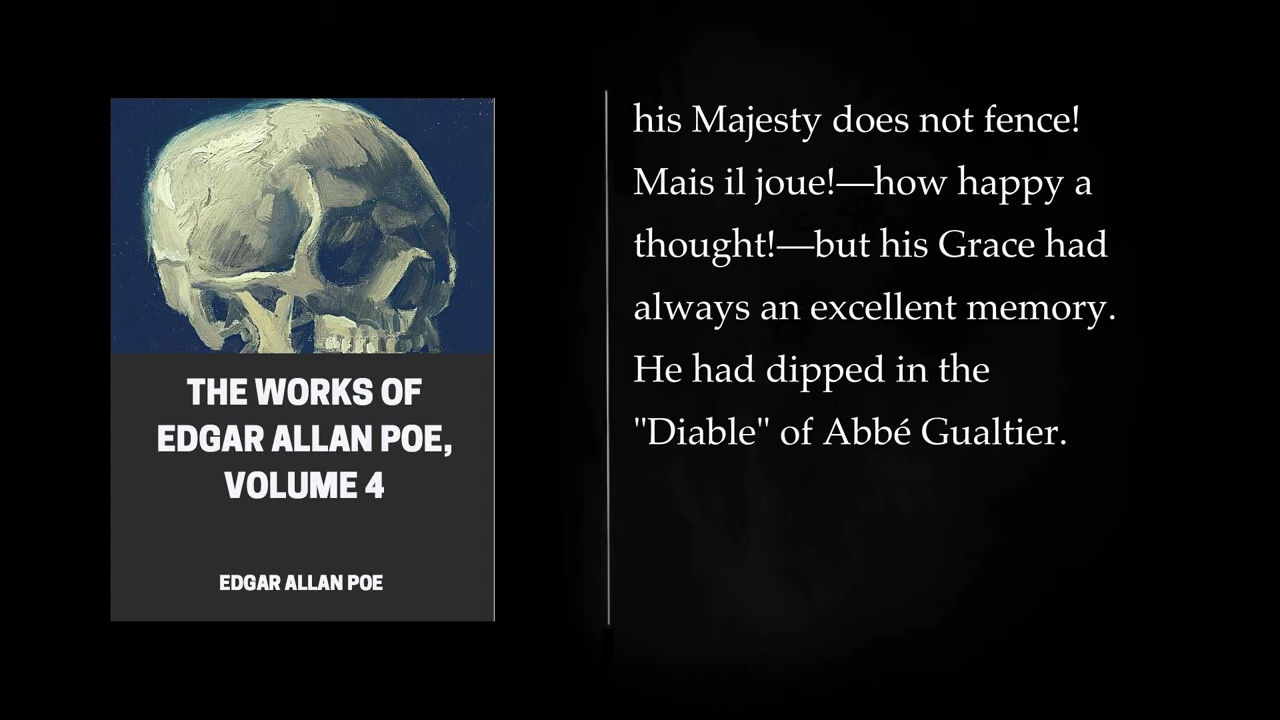 THE WORKS OF
EDGAR ALLAN POE,
VOLUME 4
EDGAR ALLAN POE
his Majesty does not fence!
Mais il joue!—how happy a
thought!—but his Grace had
always an excellent memory.
He had dipped in the
"Diable" of Abbé Gualtier.